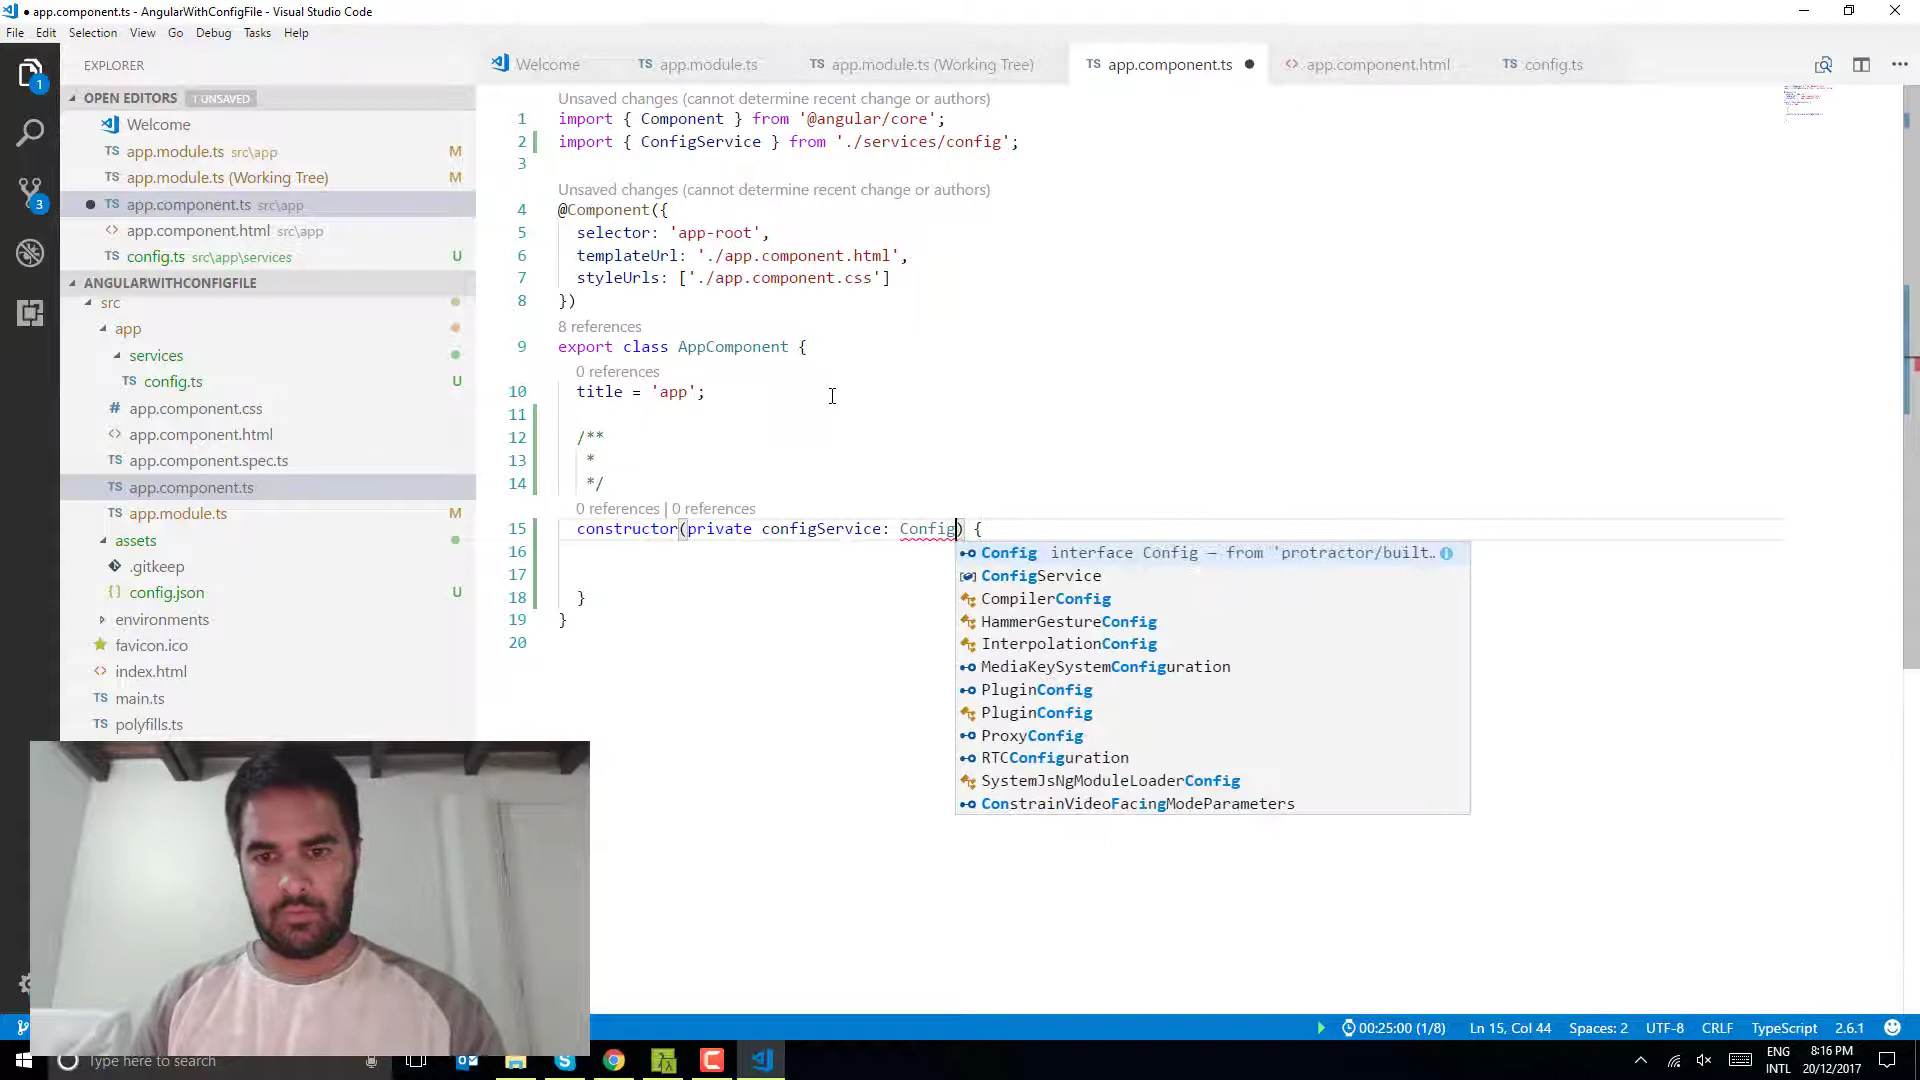 app.component.ts - AngularWithConfigFile - Visual Studio Code
File Edit Selection View Go Debug Tasks Help
EXPLORER
Welcome
app.module.ts
app.module.ts (Working Tree)
app.component.ts
app.component.html
config.ts
OPEN EDITORS 1 UNSAVED
Welcome
app.module.ts src\app M
app.module.ts (Working Tree) M
app.component.ts src\app
app.component.html src\app
config.ts src\app\services U
ANGULARWITHCONFIGFILE
src
app
services
config.ts U
app.component.css
app.component.html
app.component.spec.ts
app.component.ts
app.module.ts M
assets
.gitkeep
config.json U
environments
favicon.ico
index.html
main.ts
polyfills.ts
Unsaved changes (cannot determine recent change or authors)
1 import { Component } from '@angular/core';
2 import { ConfigService } from './services/config';
3
Unsaved changes (cannot determine recent change or authors)
4 @Component({
5 selector: 'app-root',
6 templateUrl: './app.component.html',
7 styleUrls: ['./app.component.css']
8 })
8 references
9 export class AppComponent {
0 references
10 title = 'app';
11
12 /**
13 *
14 */
0 references | 0 references
15 constructor(private configService: Config) {
16
17
18 }
19 }
20
Config interface Config — from 'protractor/built…
ConfigService
CompilerConfig
HammerGestureConfig
InterpolationConfig
MediaKeySystemConfiguration
PluginConfig
PluginConfig
ProxyConfig
RTCConfiguration
SystemJsNgModuleLoaderConfig
ConstrainVideoFacingModeParameters
00:25:00 (1/8) Ln 15, Col 44 Spaces: 2 UTF-8 CRLF TypeScript 2.6.1
Type here to search
ENG
INTL
8:16 PM
20/12/2017
1
3